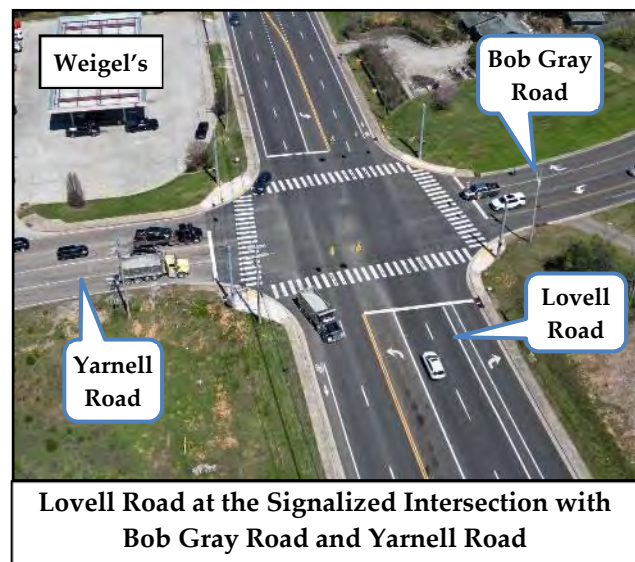 Weigel's
Bob Gray
Road
Lovell
Road
Yarnell
Road
Lovell Road at the Signalized Intersection with
Bob Gray Road and Yarnell Road